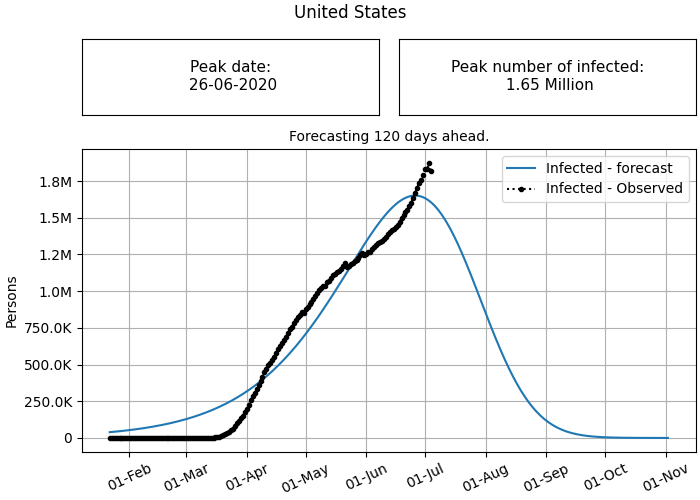 United States
Peak date:
26-06-2020
Peak number of infected:
1.65 Million
Forecasting 120 days ahead.
Infected - forecast
Infected - Observed
Persons
1.8M
1.5M
1.2M
1.0M
750.0K
500.0K
250.0K
0
01-Feb
01-Mar
01-Apr
01-May
01-Jun
01-Jul
01-Aug
01-Sep
01-Oct
01-Nov